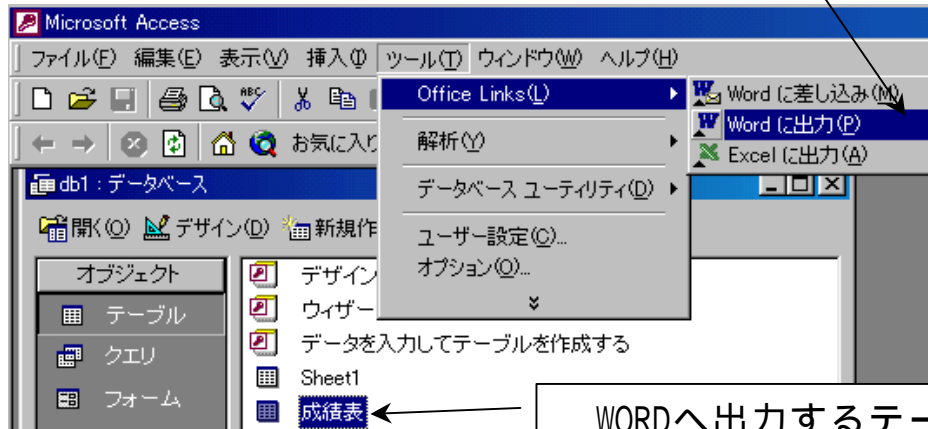 Microsoft Access
ファイル(F) 編集(E) 表示(V) 挿入(I) ツール(T) ウィンドウ(W) ヘルプ(H)
ABC
Office Links(L)
Word に差し込み(M)
お気に入り
解析(Y)
Word に出力(P)
Excel に出力(A)
db1 : データベース
データベース ユーティリティ(D)
開く(O) デザイン(D) 新規作
ユーザー設定(C)...
オブジェクト
デザイン
オプション(O)...
テーブル
ウィザー
クエリ
データを入力してテーブルを作成する
Sheet1
フォーム
成績表
WORDへ出力するテー